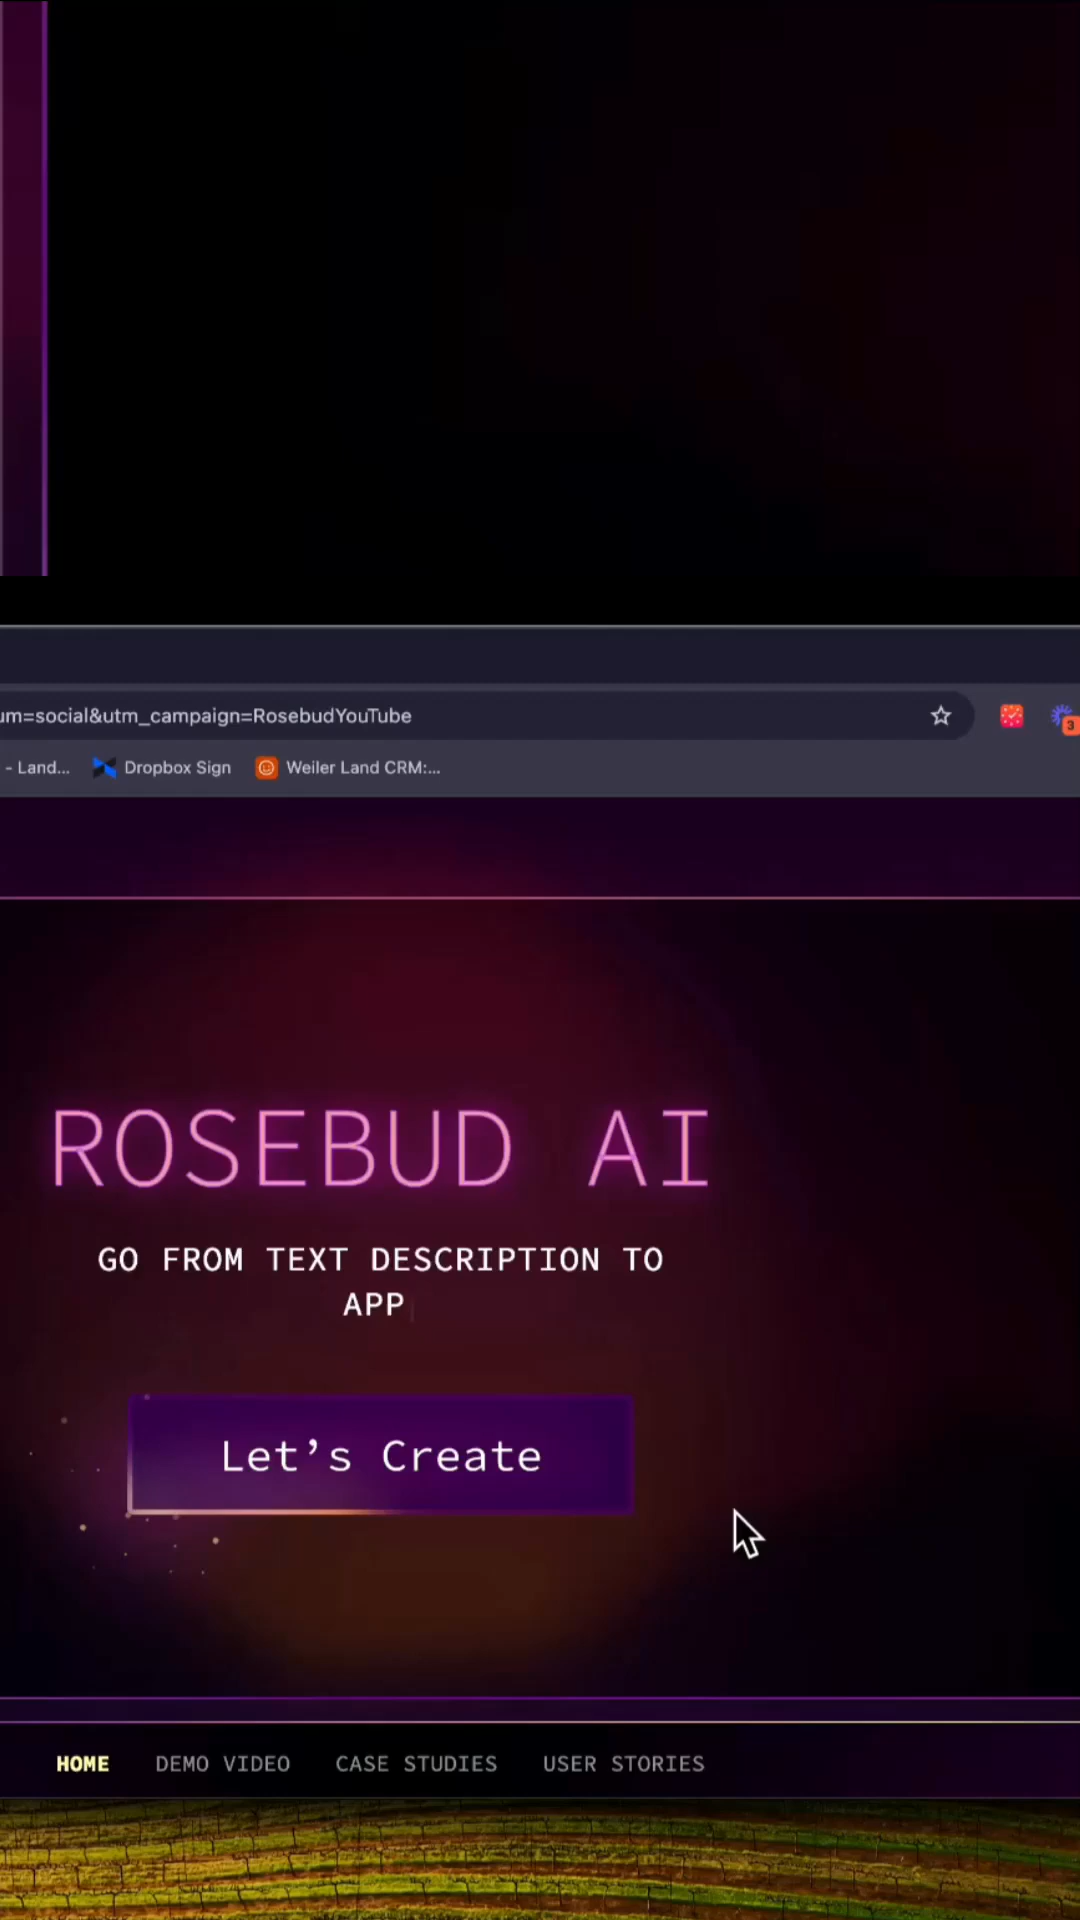 um=social&utm_campaign=RosebudYouTube
3
- Land...
Dropbox Sign
Weiler Land CRM:...
ROSEBUD AI
GO FROM TEXT DESCRIPTION TO
APP
Let’s Create
HOME
DEMO VIDEO
CASE STUDIES
USER STORIES